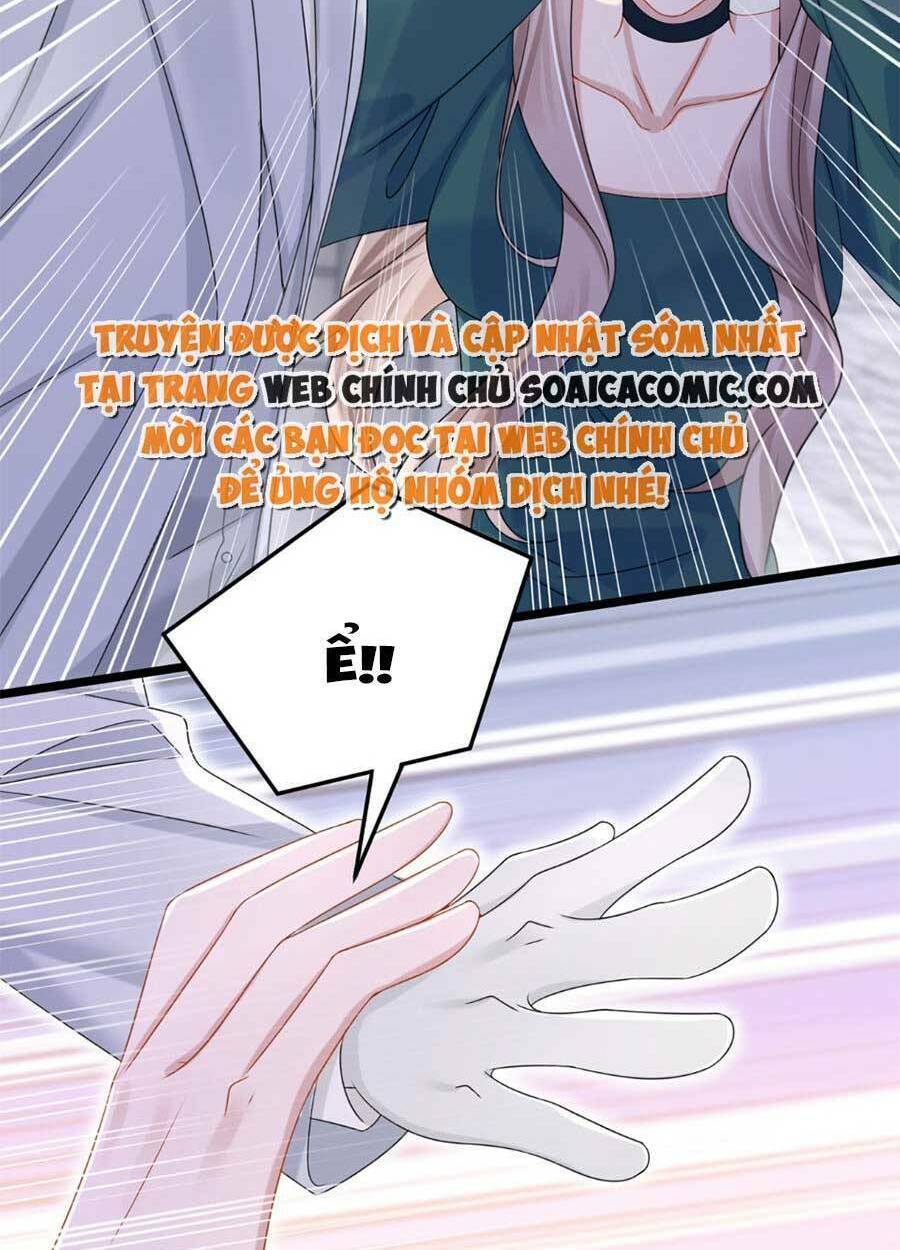 TRUYỆN ĐƯỢC DỊCH VÀ CẬP NHẬT SỚM NHẤT
TẠI TRANG WEB CHÍNH CHỦ SOAICACOMIC.COM
MỜI CÁC BẠN ĐỌC TẠI WEB CHÍNH CHỦ
ĐỂ ỦNG HỘ NHÓM DỊCH NHÉ!
Ể!!